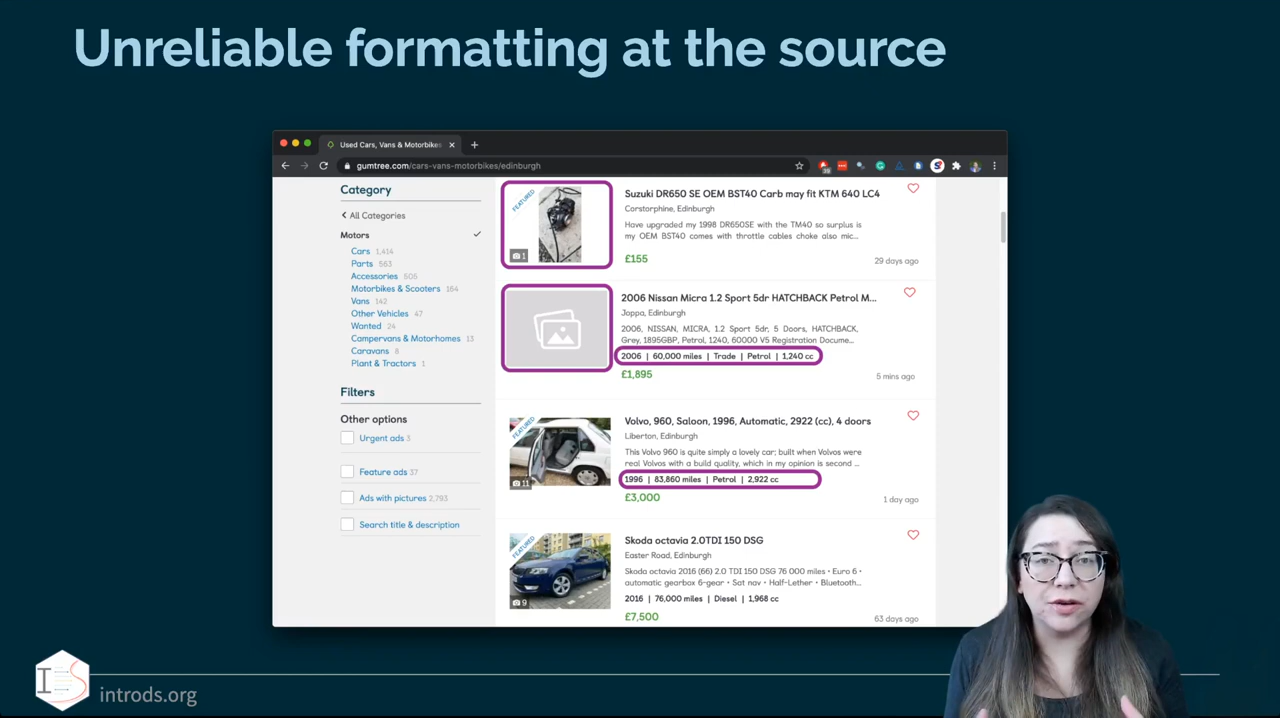 Unreliable formatting at the source
Used Cars, Vans & Motorbikes
gumtree.com/cars-vans-motorbikes/edinburgh
39
Category
All Categories
Motors
Cars 1,414
Parts 563
Accessories 505
Motorbikes & Scooters 164
Vans 142
Other Vehicles 47
Wanted 24
Campervans & Motorhomes 13
Caravans 8
Plant & Tractors 1
Filters
Other options
Urgent ads 3
Feature ads 37
Ads with pictures 2,793
Search title & description
FEATURED
1
Suzuki DR650 SE OEM BST40 Carb may fit KTM 640 LC4
Corstorphine, Edinburgh
Have upgraded my 1998 DR650SE with the TM40 so surplus is
my OEM BST40 comes with throttle cables choke also mic...
£155
29 days ago
2006 Nissan Micra 1.2 Sport 5dr HATCHBACK Petrol M...
Joppa, Edinburgh
2006, NISSAN, MICRA, 1.2 Sport 5dr, 5 Doors, HATCHBACK,
Grey, 1895GBP, Petrol, 1240, 60000 V5 Registration Docume...
2006 | 60,000 miles | Trade | Petrol | 1,240 cc
£1,895
5 mins ago
FEATURED
11
Volvo, 960, Saloon, 1996, Automatic, 2922 (cc), 4 doors
Liberton, Edinburgh
This Volvo 960 is quite simply a lovely car; built when Volvos were
real Volvos with a build quality, which in my opinion is second ...
1996 | 83,860 miles | Petrol | 2,922 cc
£3,000
1 day ago
FEATURED
9
Skoda octavia 2.0TDI 150 DSG
Easter Road, Edinburgh
Skoda octavia 2016 (66) 2.0 TDI 150 DSG 76 000 miles • Euro 6 •
automatic gearbox 6-gear • Sat nav • Half-Lether • Bluetooth...
2016 | 76,000 miles | Diesel | 1,968 cc
£7,500
63 days ago
IDS
introds.org